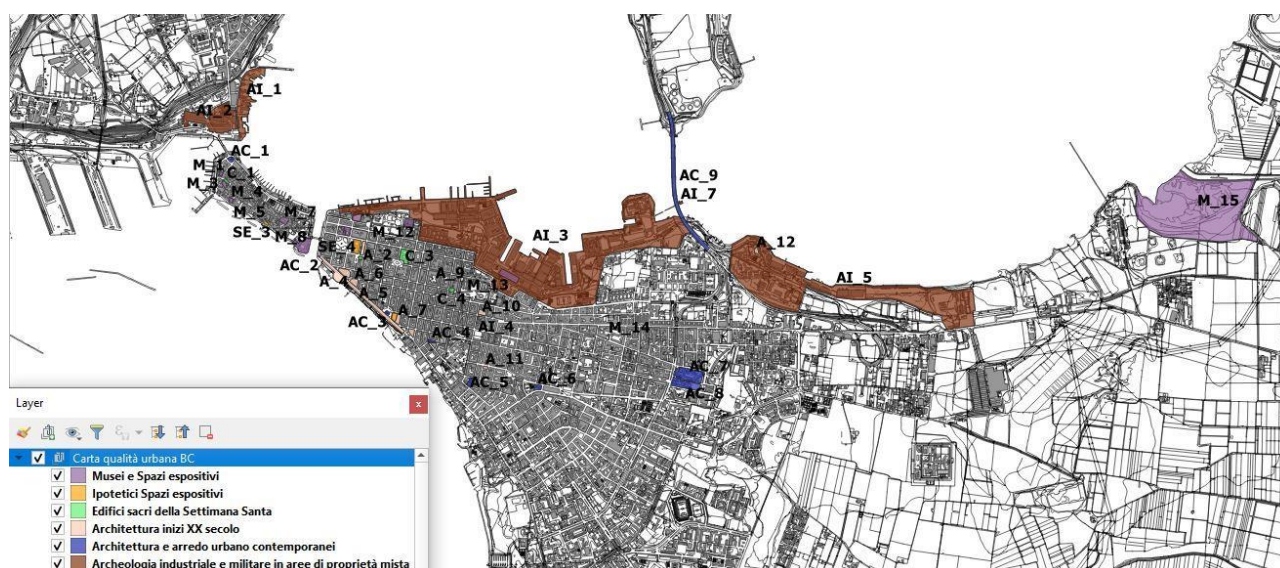 AI_1
AI_2
AC_1
M_1
C_1
M_3
M_4
M_5
M_7
SE_3
M_8
AC_2
SE_4
A_2
M_12
C_3
AI_3
AC_9
AI_7
A_12
M_15
A_4
A_6
A_5
A_9
M_13
C_4
A_10
AI_5
AC_3
A_7
AC_4
AI_4
M_14
A_11
AC_5
AC_6
AC_7
AC_8
Layer
Carta qualità urbana BC
Musei e Spazi espositivi
Ipotetici Spazi espositivi
Edifici sacri della Settimana Santa
Architettura inizi XX secolo
Architettura e arredo urbano contemporanei
Archeologia industriale e militare in aree di proprietà mista